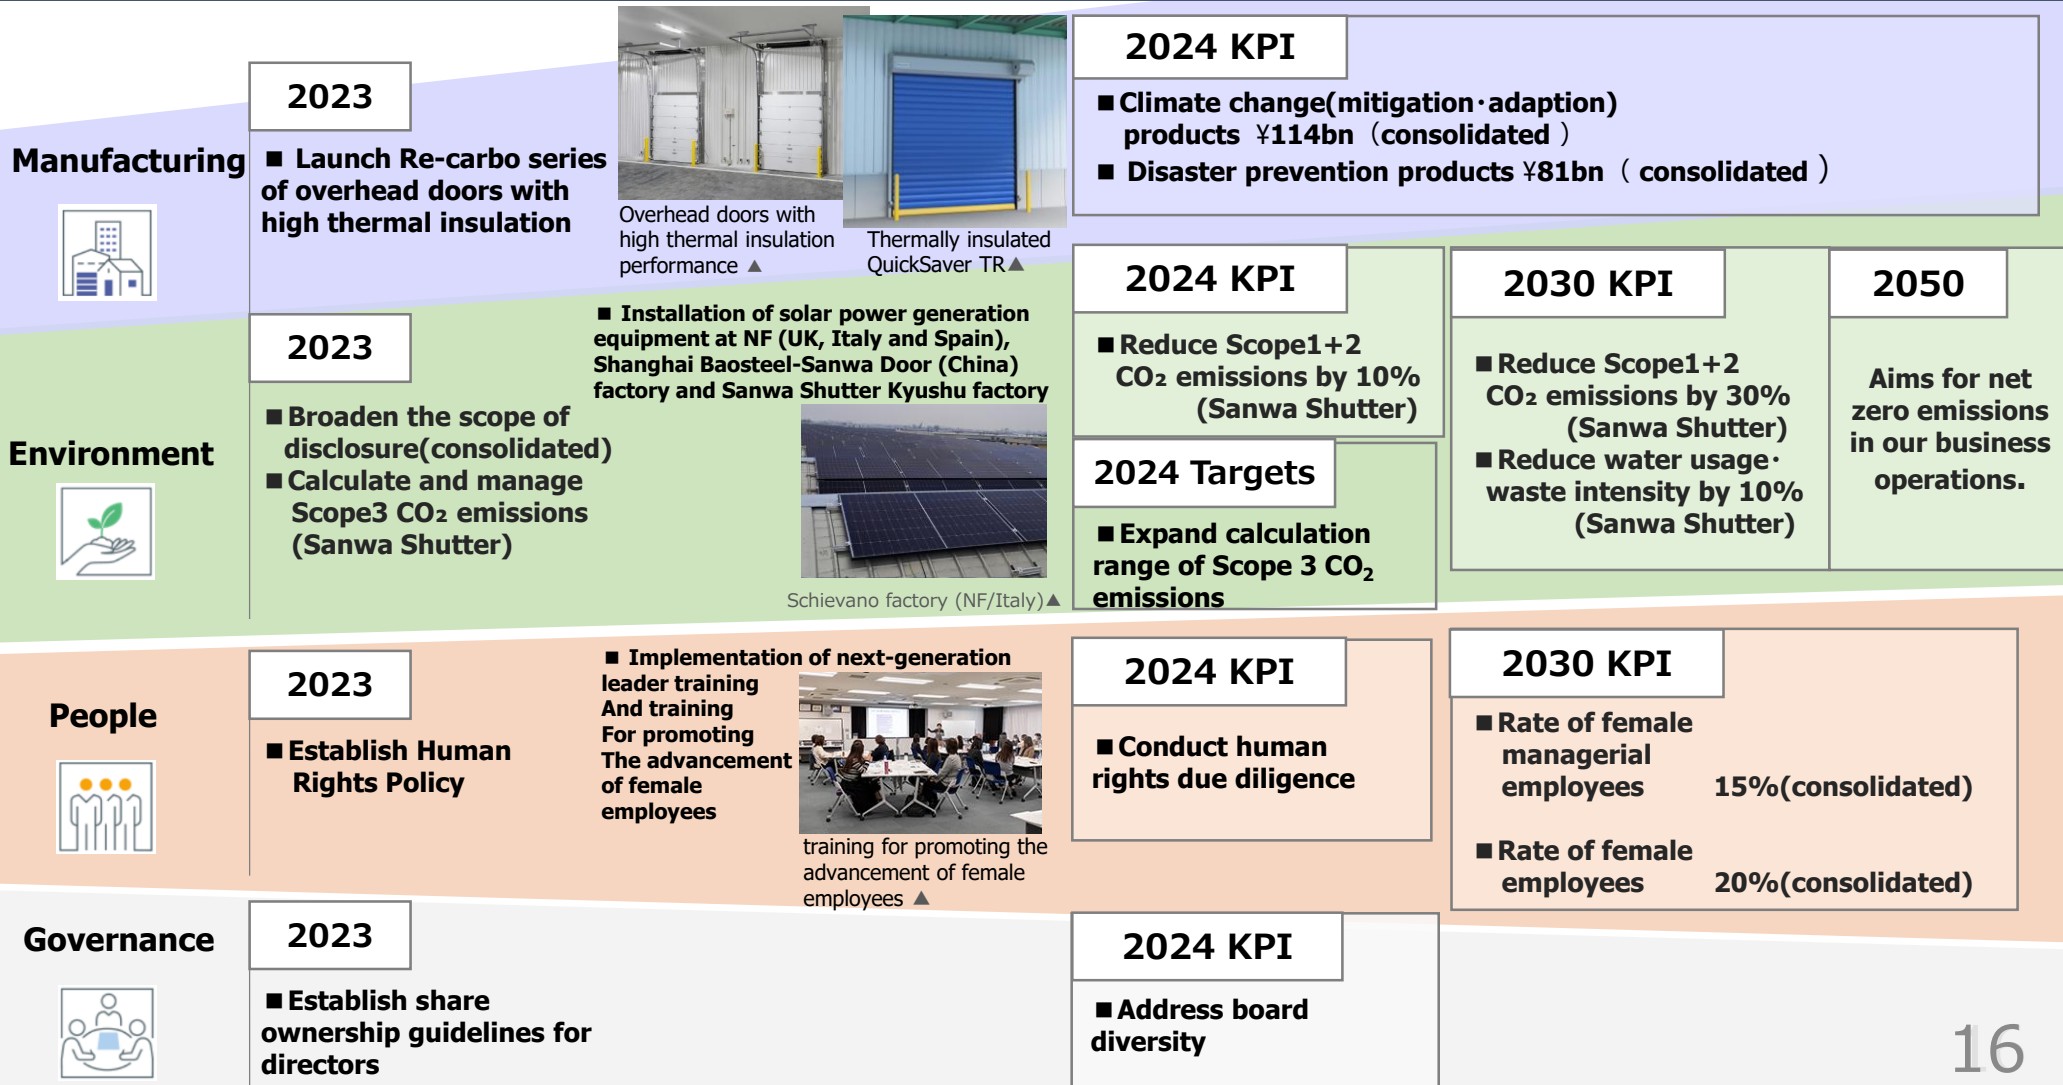 Manufacturing
2023
■ Launch Re-carbo series
of overhead doors with
high thermal insulation
Overhead doors with
high thermal insulation
performance ▲
Thermally insulated
QuickSaver TR▲
2024 KPI
■Climate change(mitigation･adaption)
products ¥114bn（consolidated ）
■ Disaster prevention products ¥81bn（ consolidated ）
Environment
2023
■Broaden the scope of
disclosure(consolidated)
■Calculate and manage
Scope3 CO₂ emissions
(Sanwa Shutter)
■ Installation of solar power generation
equipment at NF (UK, Italy and Spain),
Shanghai Baosteel-Sanwa Door (China)
factory and Sanwa Shutter Kyushu factory
Schievano factory (NF/Italy)▲
2024 KPI
■Reduce Scope1+2
CO₂ emissions by 10%
(Sanwa Shutter)
2024 Targets
■Expand calculation
range of Scope 3 CO₂
emissions
2030 KPI
■Reduce Scope1+2
CO₂ emissions by 30%
(Sanwa Shutter)
■Reduce water usage･
waste intensity by 10%
(Sanwa Shutter)
2050
Aims for net
zero emissions
in our business
operations.
People
2023
■Establish Human
Rights Policy
■ Implementation of next-generation
leader training
And training
For promoting
The advancement
of female
employees
training for promoting the
advancement of female
employees ▲
2024 KPI
■Conduct human
rights due diligence
2030 KPI
■Rate of female
managerial
employees 15%(consolidated)
■Rate of female
employees 20%(consolidated)
Governance
2023
■Establish share
ownership guidelines for
directors
2024 KPI
■Address board
diversity
16